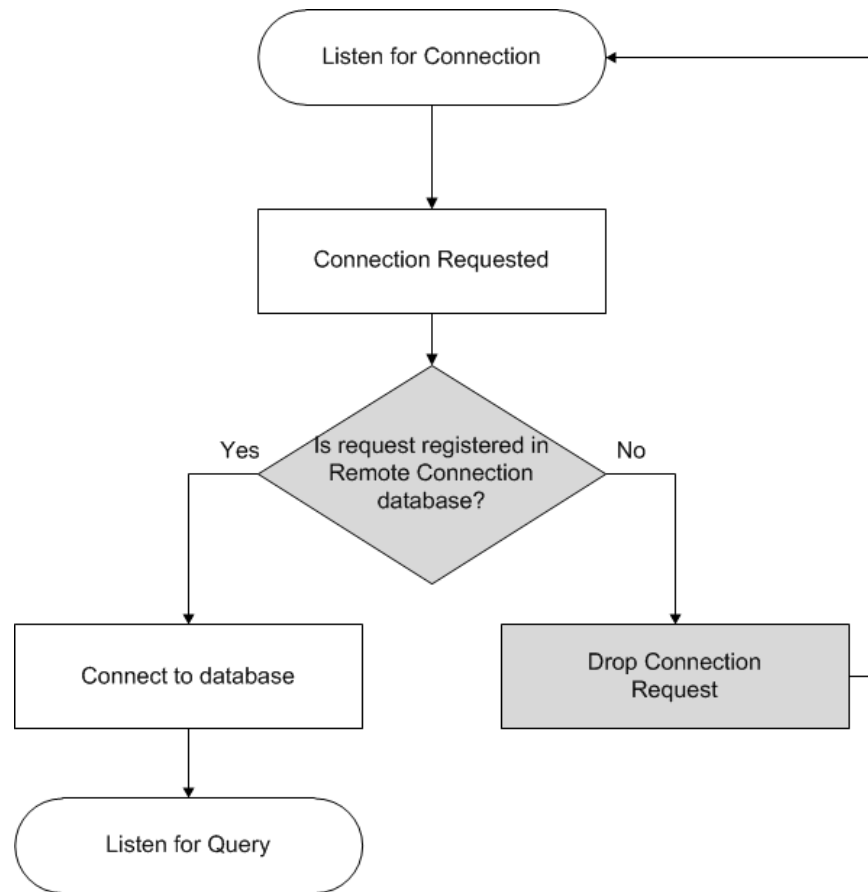 Listen for Connection
Connection Requested
Yes
Is request registered in
Remote Connection
database?
No
Connect to database
Drop Connection
Request
Listen for Query